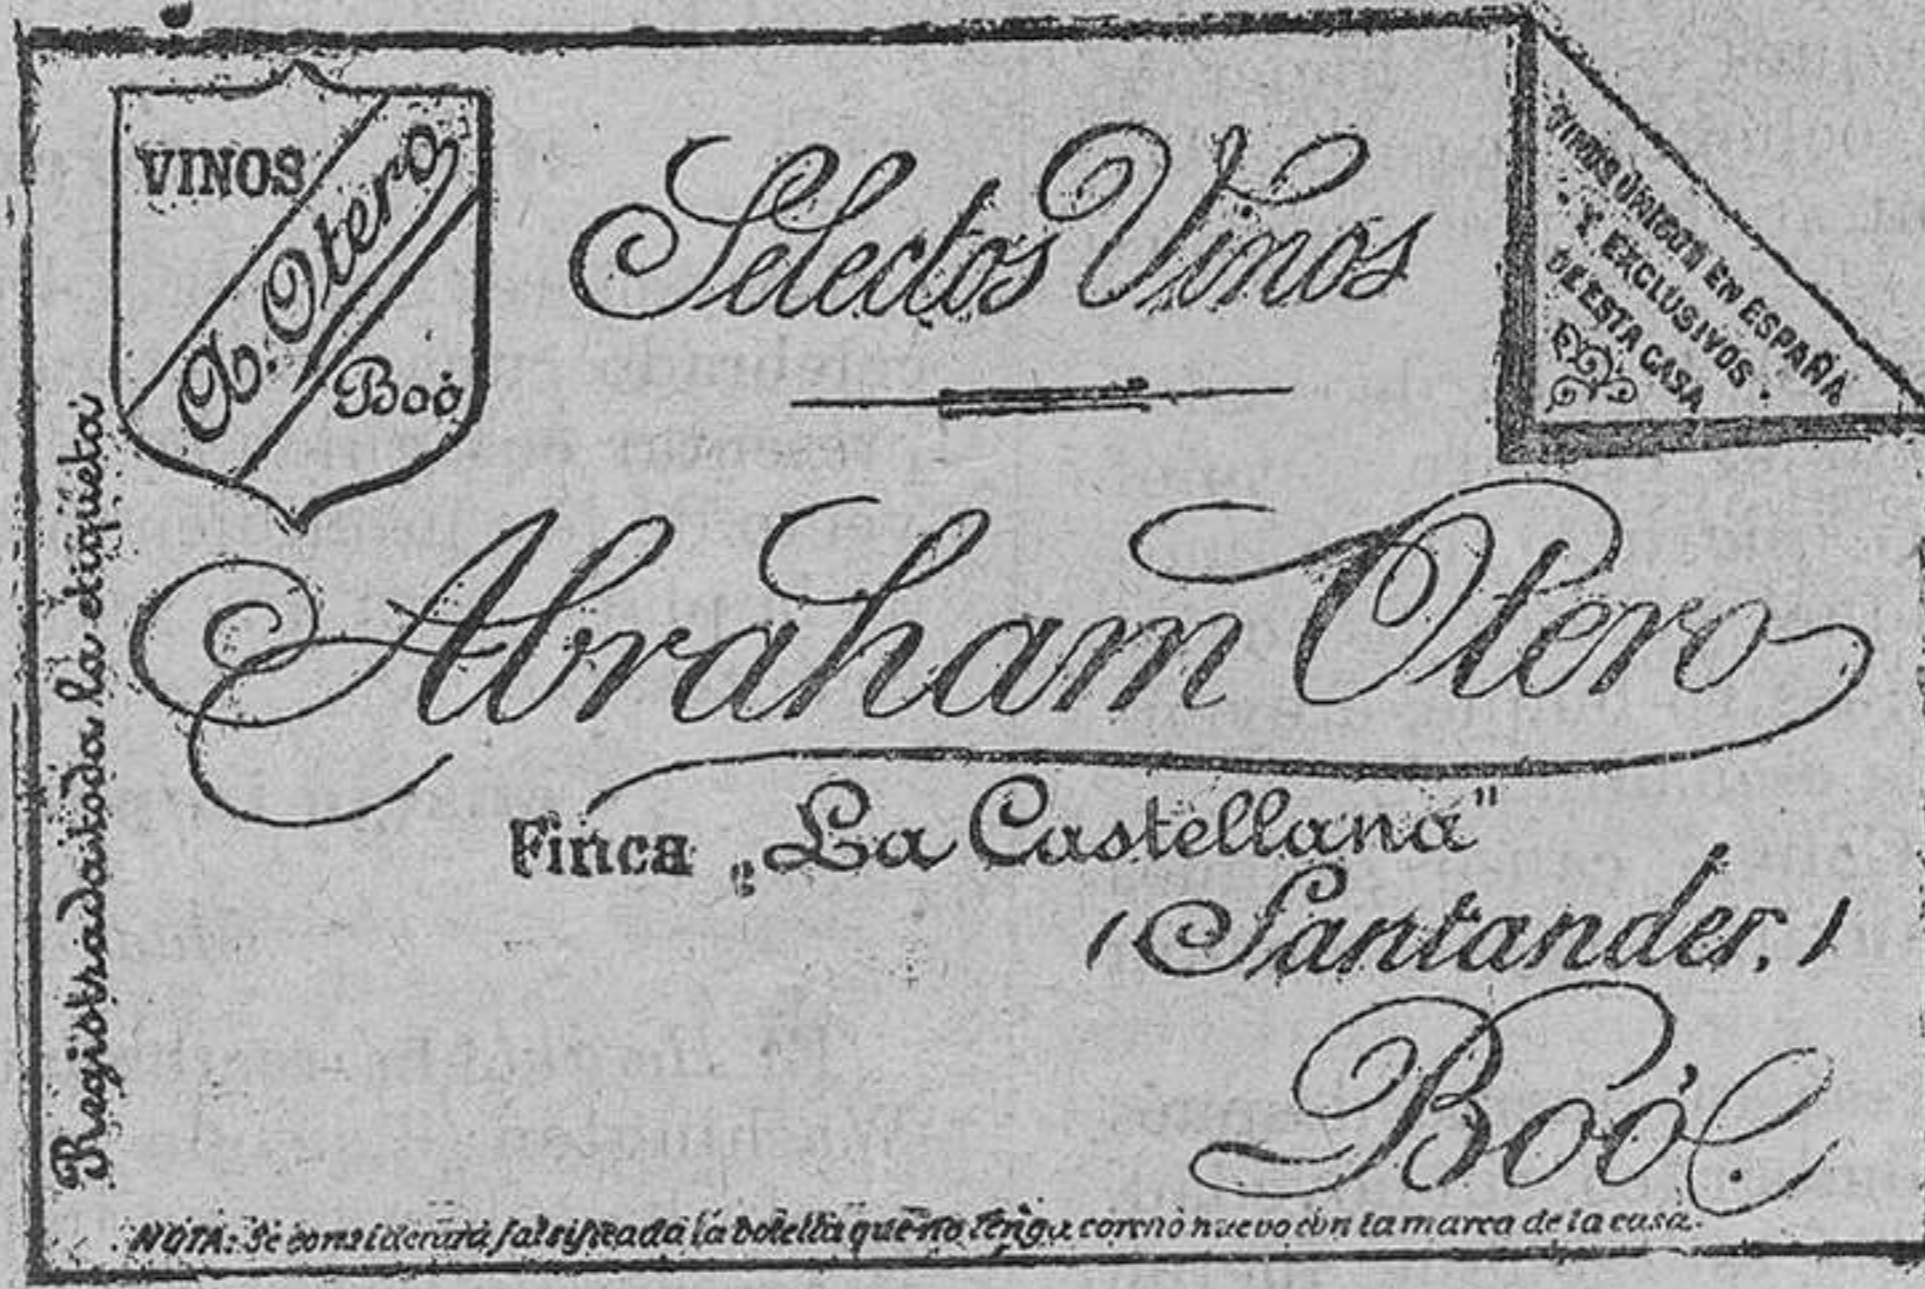 VINOS
A. Otero
Boó
Selectos Vinos
VINOS ÚNICOS EN ESPAÑA
Y EXCLUSIVOS
DE ESTA CASA
Registrada toda la etiqueta
Abraham Otero
Finca „La Castellana"
(Santander.)
Boó
NOTA: Se considerará falsificada la botella que no tenga corcho nuevo con la marca de la casa.